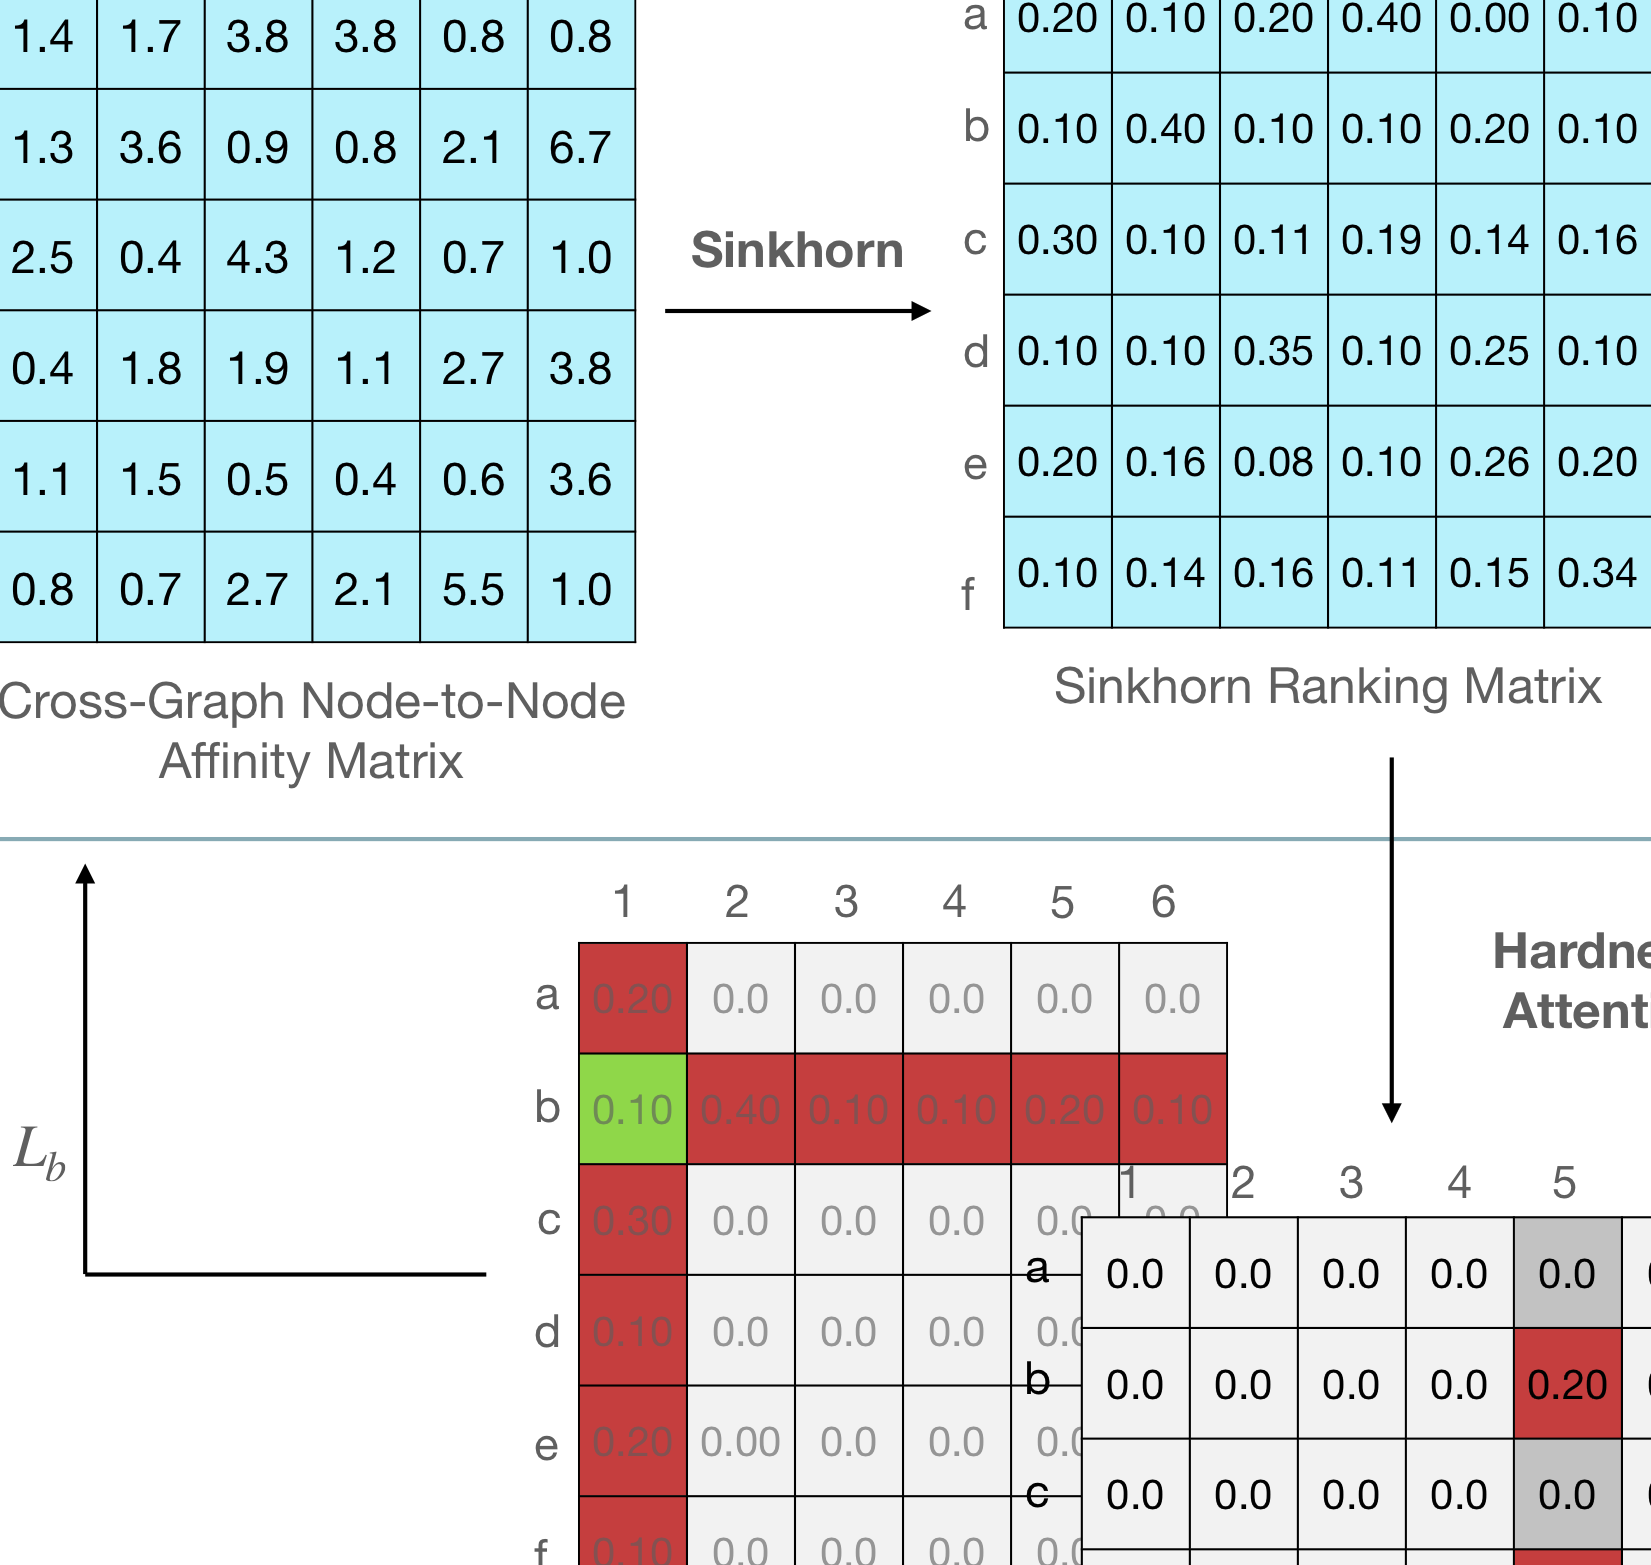 1.4 1.7 3.8 3.8 0.8 0.8
1.3 3.6 0.9 0.8 2.1 6.7
2.5 0.4 4.3 1.2 0.7 1.0
0.4 1.8 1.9 1.1 2.7 3.8
1.1 1.5 0.5 0.4 0.6 3.6
0.8 0.7 2.7 2.1 5.5 1.0
Cross-Graph Node-to-Node
Affinity Matrix
Sinkhorn
a 0.20 0.10 0.20 0.40 0.00 0.10
b 0.10 0.40 0.10 0.10 0.20 0.10
c 0.30 0.10 0.11 0.19 0.14 0.16
d 0.10 0.10 0.35 0.10 0.25 0.10
e 0.20 0.16 0.08 0.10 0.26 0.20
f 0.10 0.14 0.16 0.11 0.15 0.34
Sinkhorn Ranking Matrix
Hardne
Attent
L_b
1 2 3 4 5 6
a 0.20 0.0 0.0 0.0 0.0 0.0
b 0.10 0.40 0.10 0.10 0.20 0.10
c 0.30 0.0 0.0 0.0 0.0 0.0
d 0.10 0.0 0.0 0.0 0.0
e 0.20 0.00 0.0 0.0 0.0
f 0.10 0.0 0.0 0.0 0.0
1 2 3 4 5
a 0.0 0.0 0.0 0.0 0.0
b 0.0 0.0 0.0 0.0 0.20
c 0.0 0.0 0.0 0.0 0.0